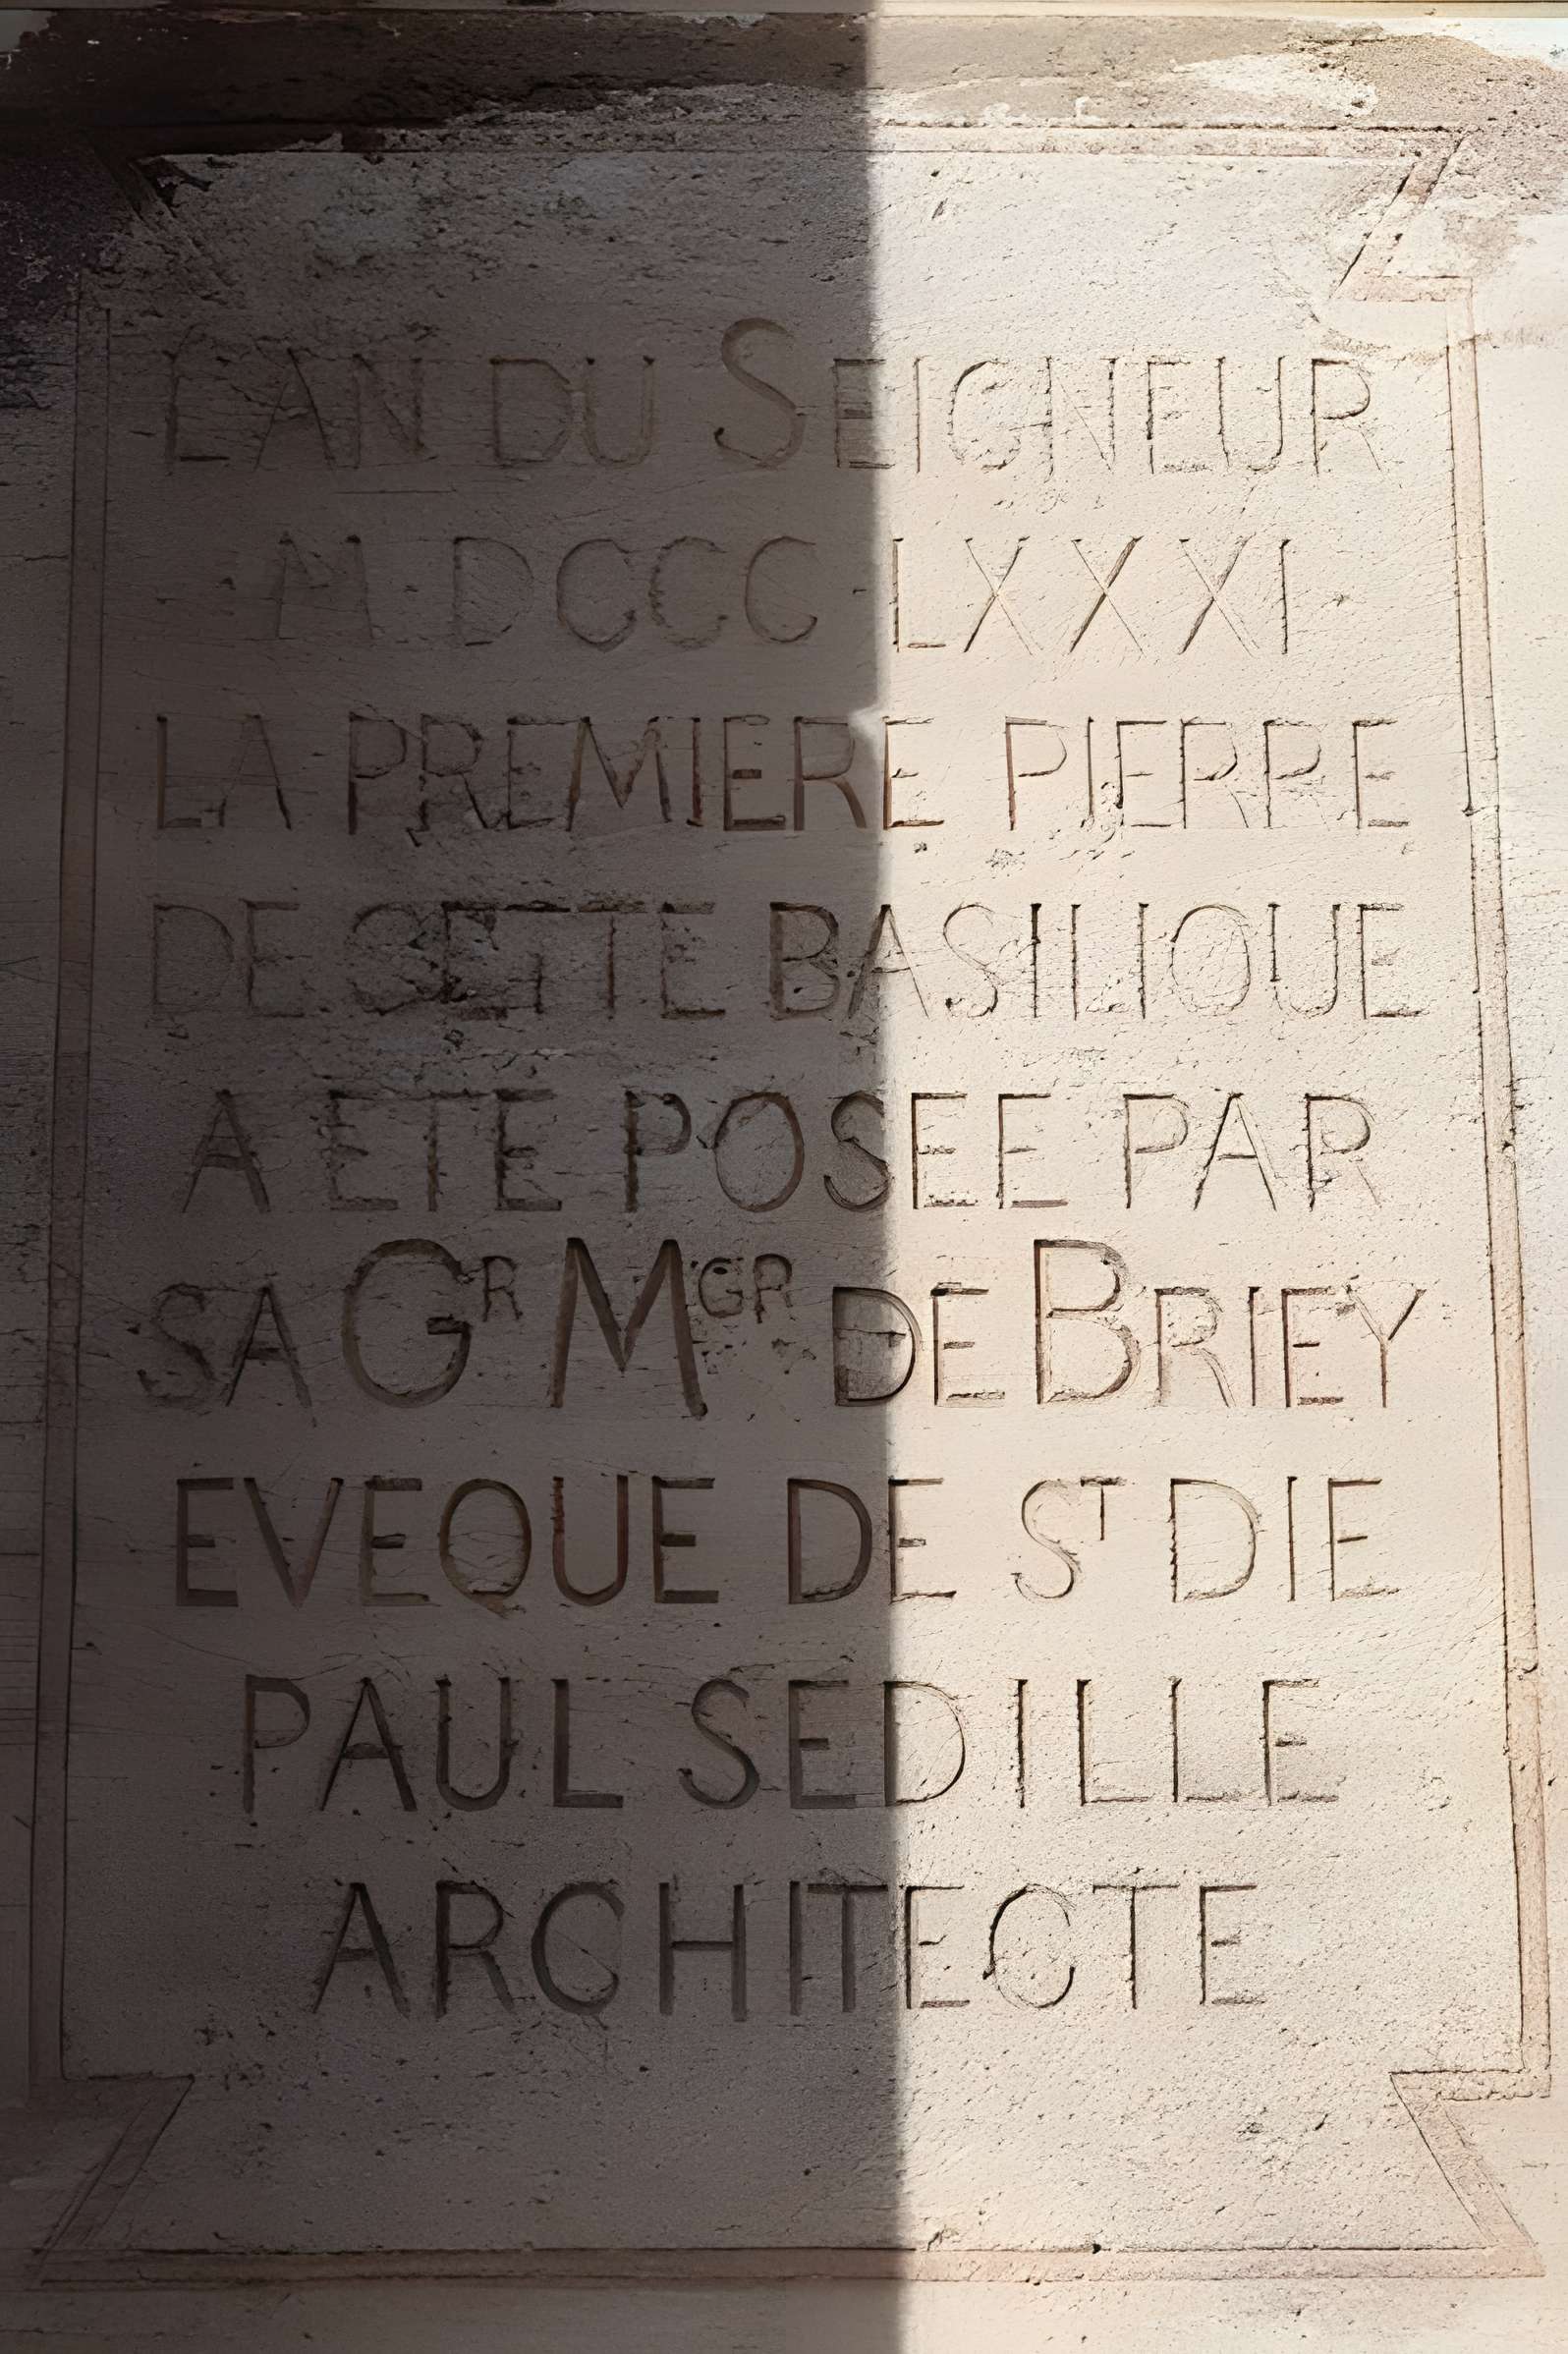 L'AN DU SEIGNEUR
· M · DCCC · LXXXI ·
LA PREMIERE PIERRE
DE CETTE BASILIQUE
A ETE POSEE PAR
SA GR MGR DE BRIEY
EVEQUE DE ST DIE
PAUL SEDILLE
ARCHITECTE